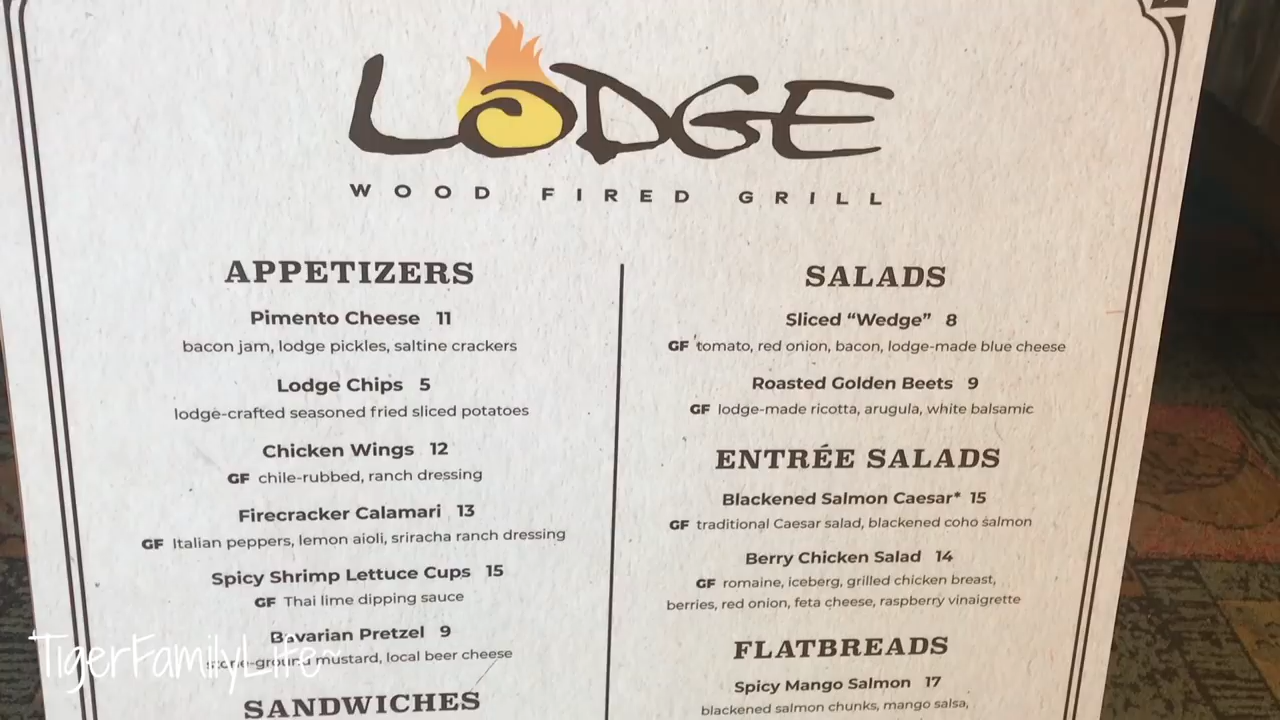 LODGE
WOOD FIRED GRILL
APPETIZERS
Pimento Cheese 11
bacon jam, lodge pickles, saltine crackers
Lodge Chips 5
lodge-crafted seasoned fried sliced potatoes
Chicken Wings 12
GF chile-rubbed, ranch dressing
Firecracker Calamari 13
GF Italian peppers, lemon aioli, sriracha ranch dressing
Spicy Shrimp Lettuce Cups 15
GF Thai lime dipping sauce
Bavarian Pretzel 9
stone-ground mustard, local beer cheese
SANDWICHES
SALADS
Sliced “Wedge” 8
GF tomato, red onion, bacon, lodge-made blue cheese
Roasted Golden Beets 9
GF lodge-made ricotta, arugula, white balsamic
ENTRÉE SALADS
Blackened Salmon Caesar* 15
GF traditional Caesar salad, blackened coho salmon
Berry Chicken Salad 14
GF romaine, iceberg, grilled chicken breast,
berries, red onion, feta cheese, raspberry vinaigrette
FLATBREADS
Spicy Mango Salmon 17
blackened salmon chunks, mango salsa,
TigerFamilyLife~